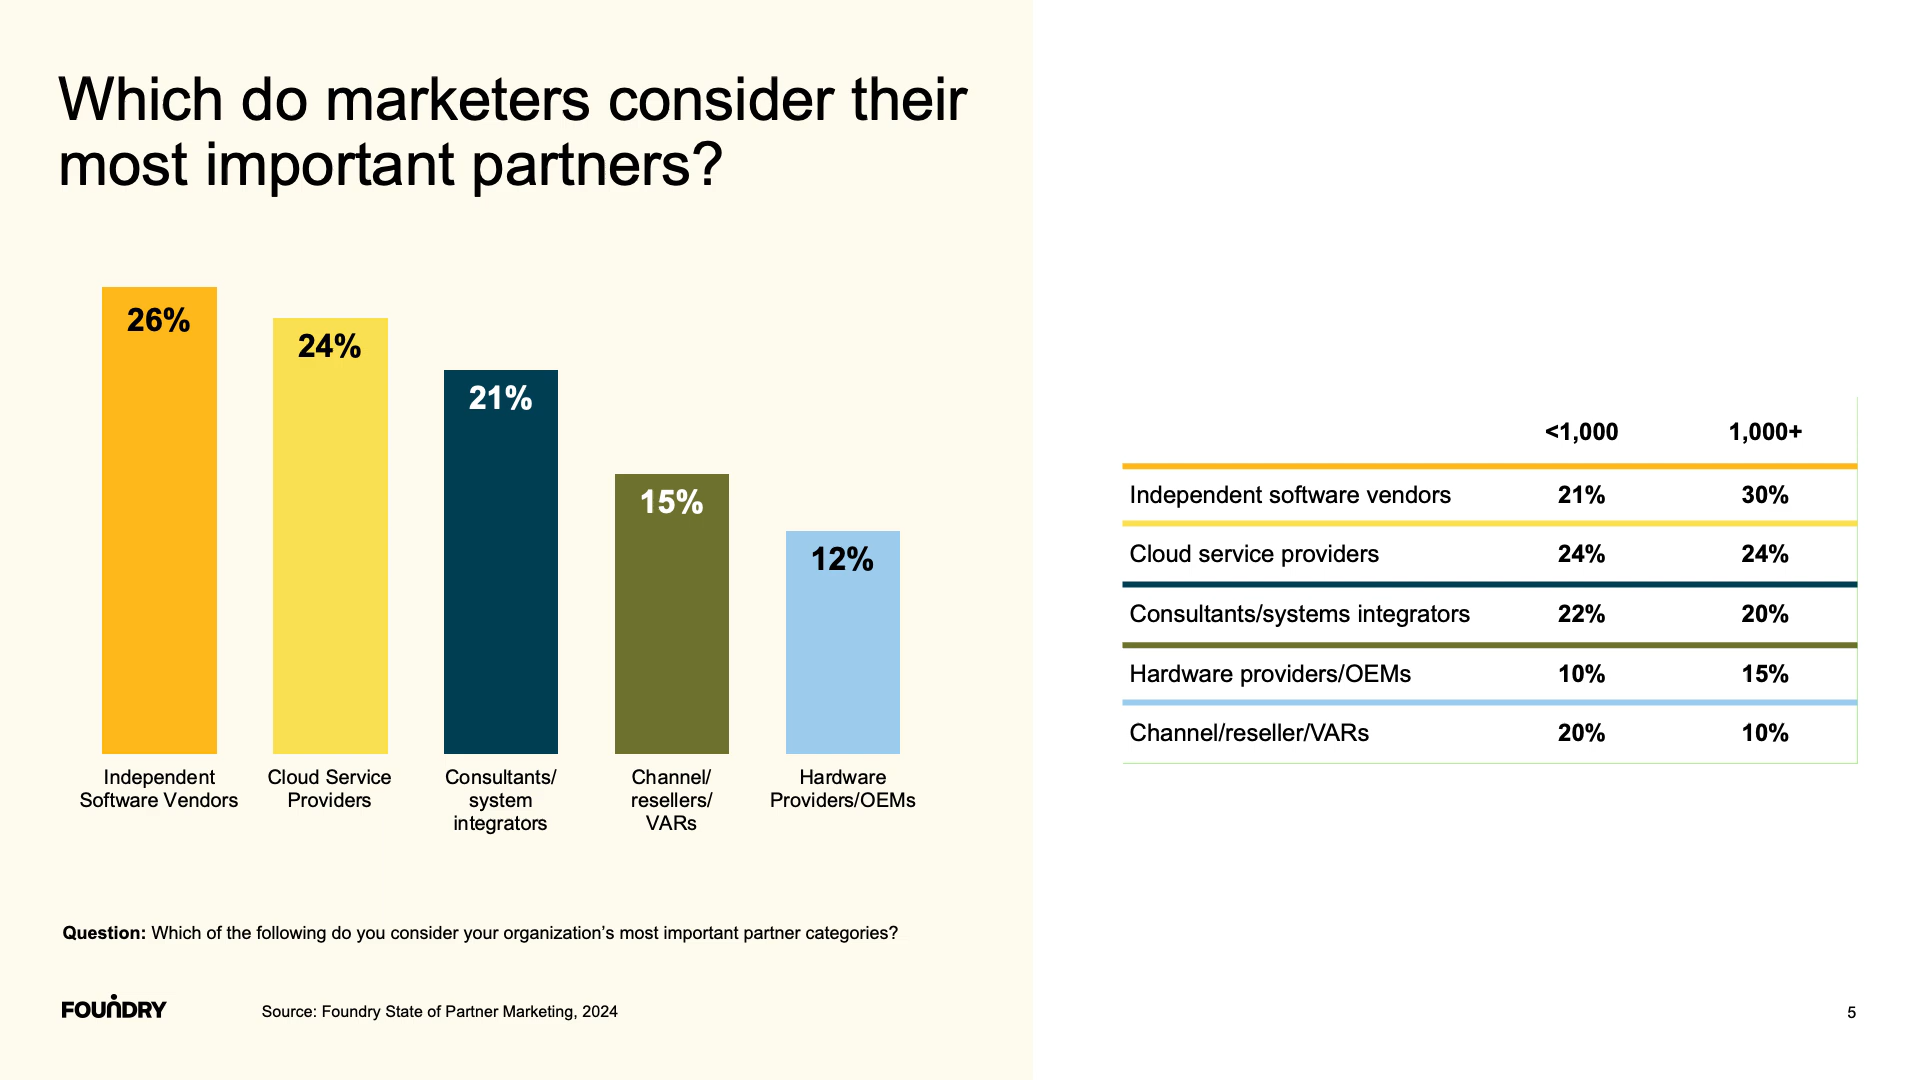 Which do marketers consider their
most important partners?
26%
24%
21%
15%
12%
Independent
Software Vendors
Cloud Service
Providers
Consultants/
system
integrators
Channel/
resellers/
VARs
Hardware
Providers/OEMs
<1,000 1,000+
Independent software vendors 21% 30%
Cloud service providers 24% 24%
Consultants/systems integrators 22% 20%
Hardware providers/OEMs 10% 15%
Channel/reseller/VARs 20% 10%
Question: Which of the following do you consider your organization’s most important partner categories?
FOUNDRY
Source: Foundry State of Partner Marketing, 2024
5